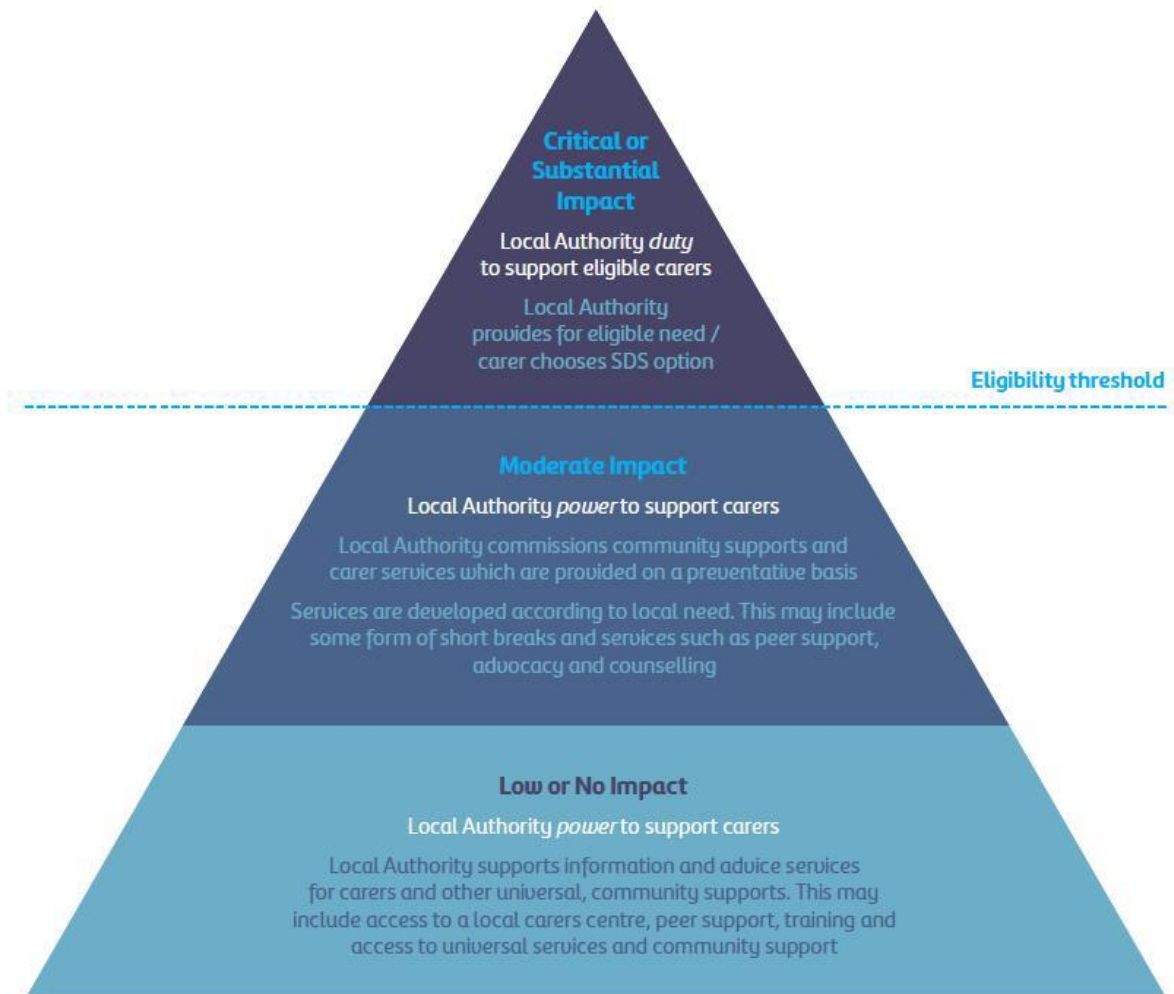 Critical or
Substantial
Impact
Local Authority duty
to support eligible carers
Local Authority
provides for eligible need /
carer chooses SDS option
Eligibility threshold
Moderate Impact
Local Authority power to support carers
Local Authority commissions community supports and
carer services which are provided on a preventative basis
Services are developed according to local need. This may include
some form of short breaks and services such as peer support,
advocacy and counselling
Low or No Impact
Local Authority power to support carers
Local Authority supports information and advice services
for carers and other universal, community supports. This may
include access to a local carers centre, peer support, training and
access to universal services and community support